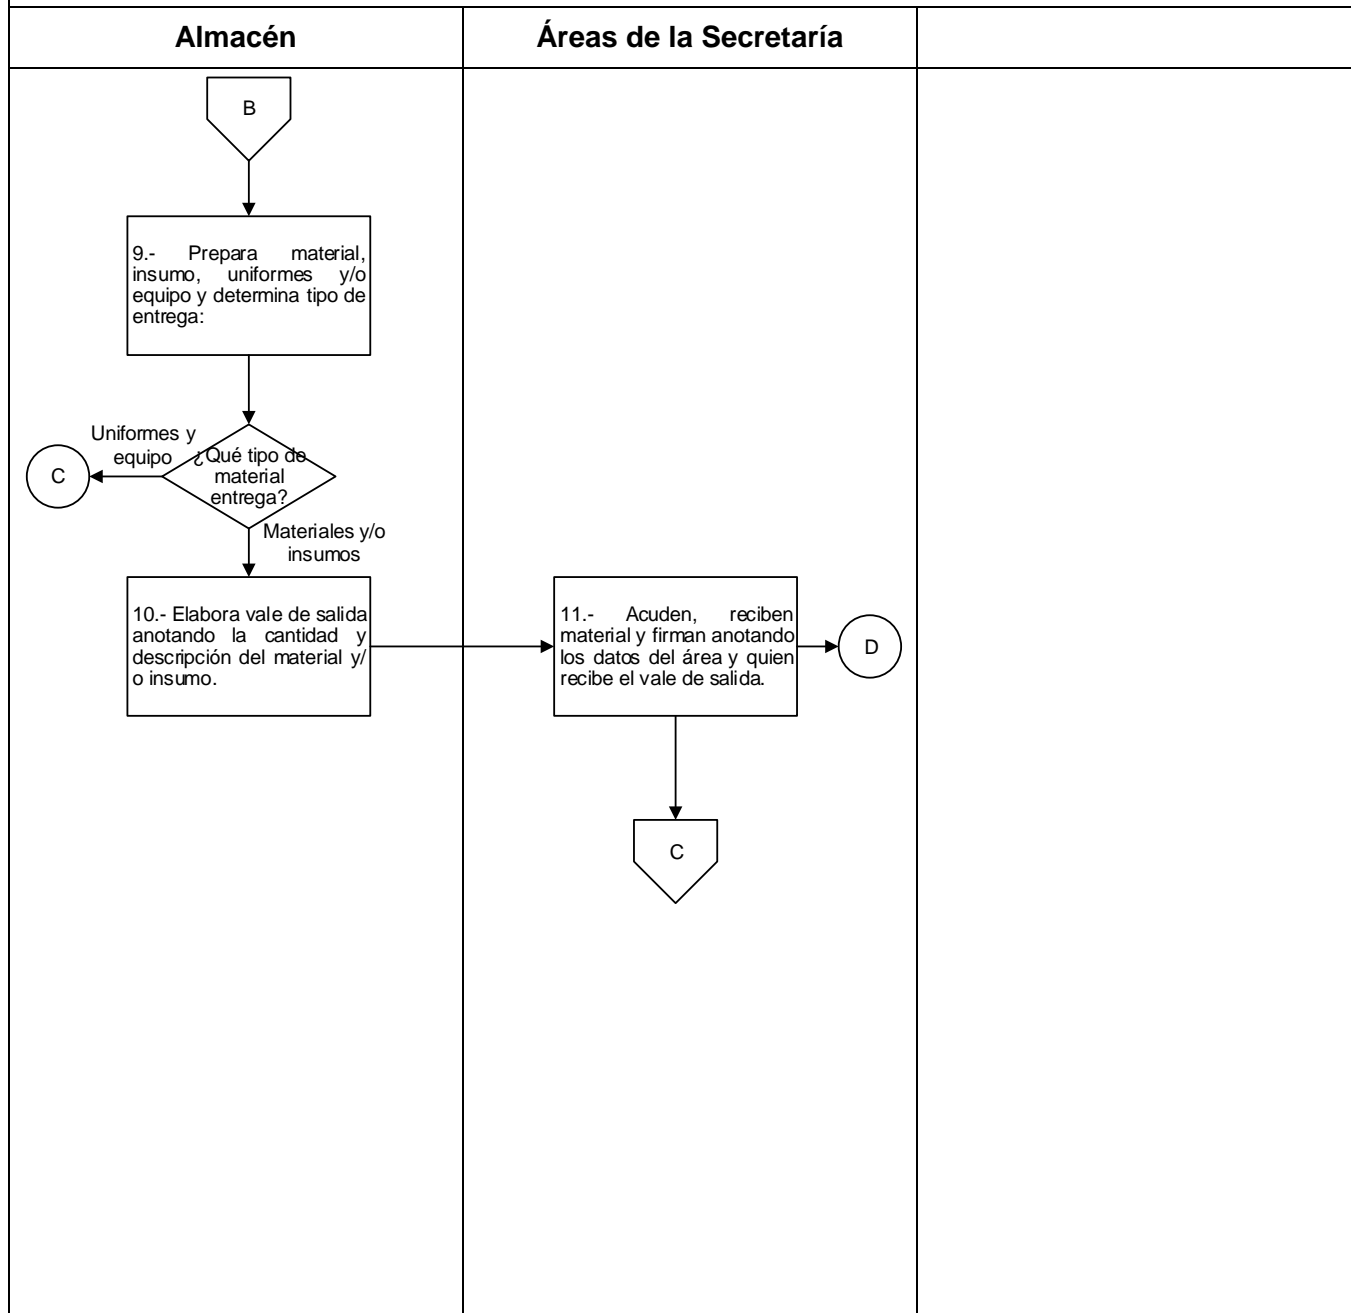 Almacén
Áreas de la Secretaría
B
9.- Prepara material,
insumo, uniformes y/o
equipo y determina tipo de
entrega:
Uniformes y
equipo
C
¿Qué tipo de
material
entrega?
Materiales y/o
insumos
10.- Elabora vale de salida
anotando la cantidad y
descripción del material y/
o insumo.
11.- Acuden, reciben
material y firman anotando
los datos del área y quien
recibe el vale de salida.
D
C